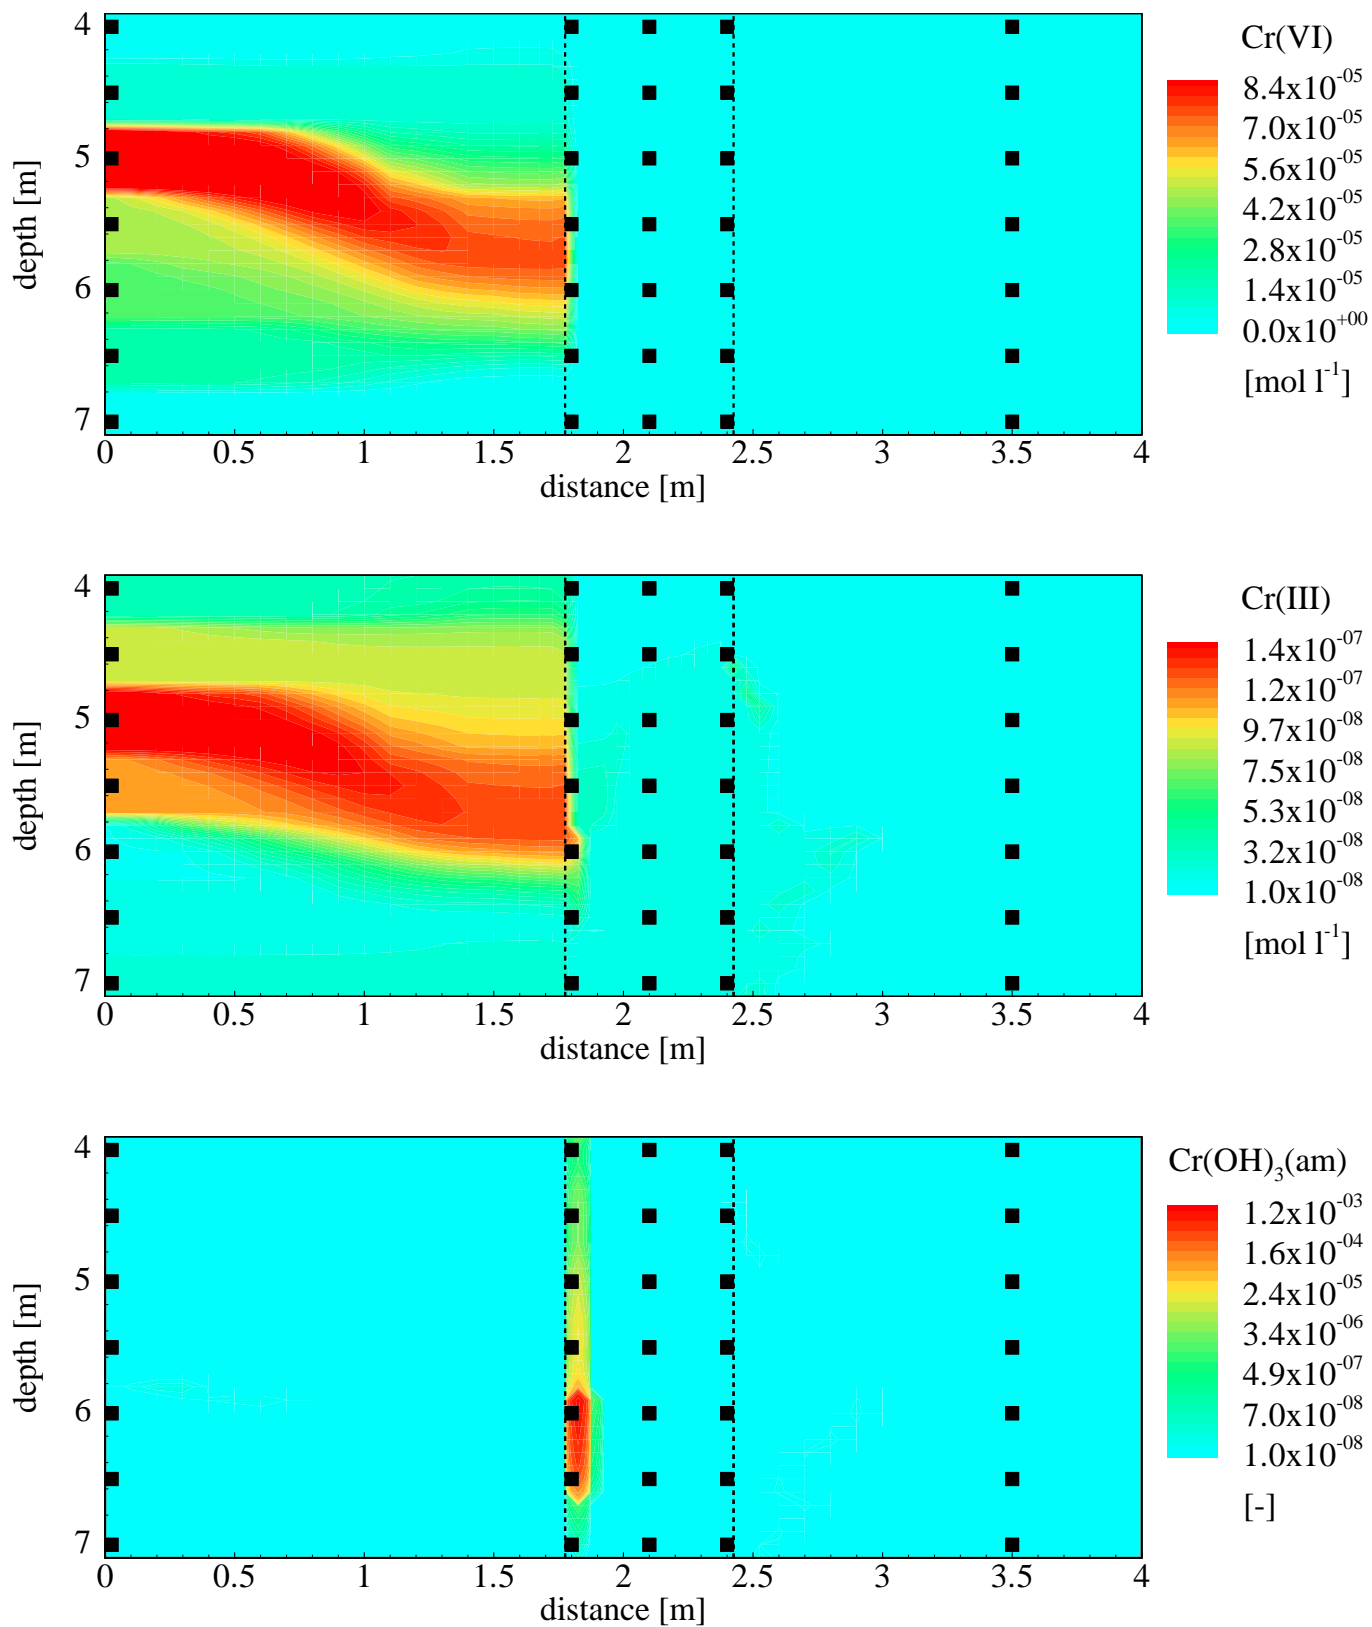 4
5
6
7
depth [m]
0 0.5 1 1.5 2 2.5 3 3.5 4
distance [m]
Cr(VI)
8.4x10⁻⁰⁵
7.0x10⁻⁰⁵
5.6x10⁻⁰⁵
4.2x10⁻⁰⁵
2.8x10⁻⁰⁵
1.4x10⁻⁰⁵
0.0x10⁺⁰⁰
[mol l⁻¹]
4
5
6
7
depth [m]
0 0.5 1 1.5 2 2.5 3 3.5 4
distance [m]
Cr(III)
1.4x10⁻⁰⁷
1.2x10⁻⁰⁷
9.7x10⁻⁰⁸
7.5x10⁻⁰⁸
5.3x10⁻⁰⁸
3.2x10⁻⁰⁸
1.0x10⁻⁰⁸
[mol l⁻¹]
4
5
6
7
depth [m]
0 0.5 1 1.5 2 2.5 3 3.5 4
distance [m]
Cr(OH)₃(am)
1.2x10⁻⁰³
1.6x10⁻⁰⁴
2.4x10⁻⁰⁵
3.4x10⁻⁰⁶
4.9x10⁻⁰⁷
7.0x10⁻⁰⁸
1.0x10⁻⁰⁸
[-]